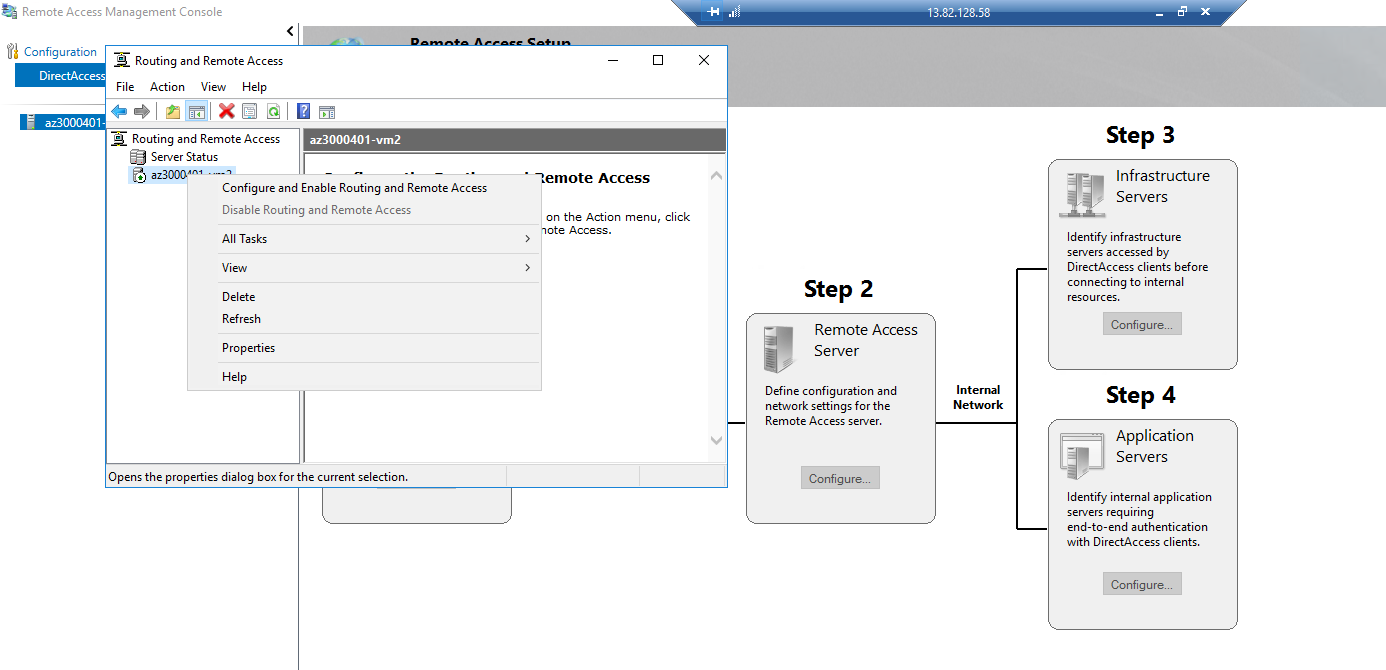 Remote Access Management Console
13.82.128.58
Configuration
DirectAccess
az3000401-
Remote Access Setup
Routing and Remote Access
File Action View Help
Routing and Remote Access
Server Status
az3000401-vm2
az3000401-vm2
Remote Access
on the Action menu, click
Access.
Configure and Enable Routing and Remote Access
Disable Routing and Remote Access
All Tasks
View
Delete
Refresh
Properties
Help
Opens the properties dialog box for the current selection.
Step 2
Remote Access
Server
Define configuration and
network settings for the
Remote Access server.
Configure...
Internal
Network
Step 3
Infrastructure
Servers
Identify infrastructure
servers accessed by
DirectAccess clients before
connecting to internal
resources.
Configure...
Step 4
Application
Servers
Identify internal application
servers requiring
end-to-end authentication
with DirectAccess clients.
Configure...